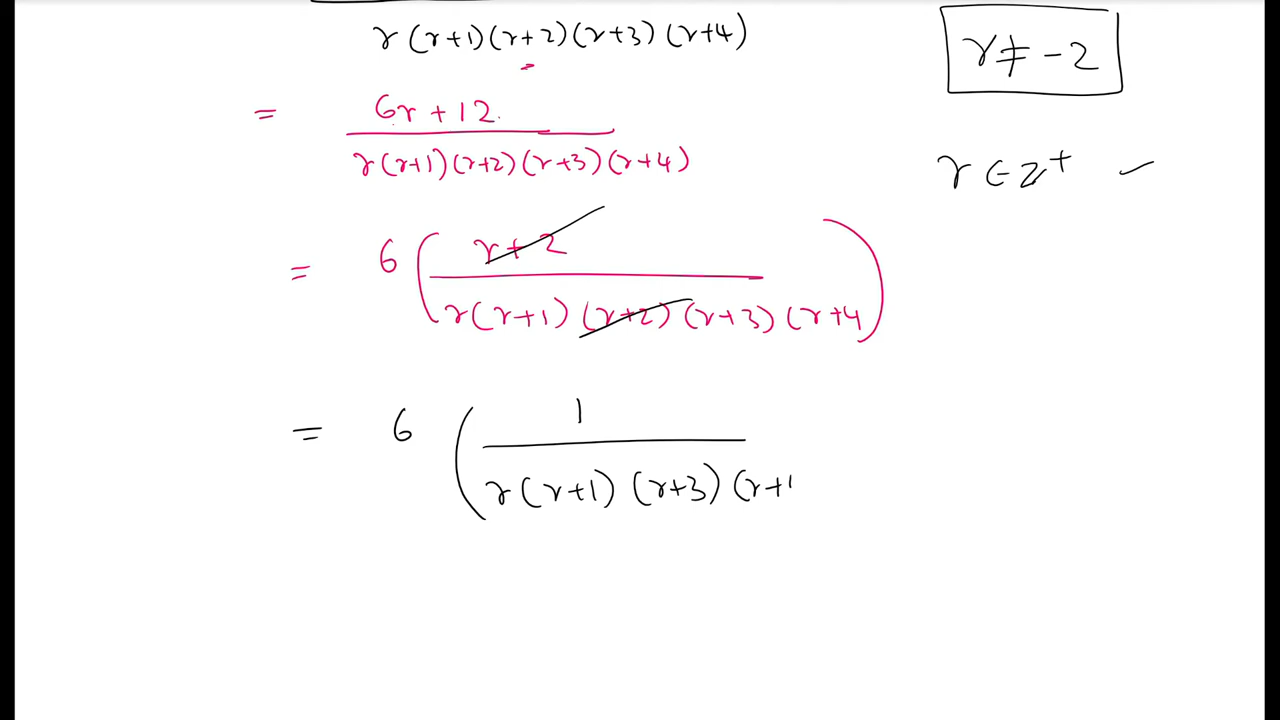 r(r+1)(r+2)(r+3)(r+4)
r ≠ -2
= 6r + 12 / r(r+1)(r+2)(r+3)(r+4)
r ∈ ℤ⁺ ✓
= 6 ( r+2 / r(r+1)(r+2)(r+3)(r+4) )
= 6 ( 1 / r(r+1)(r+3)(r+